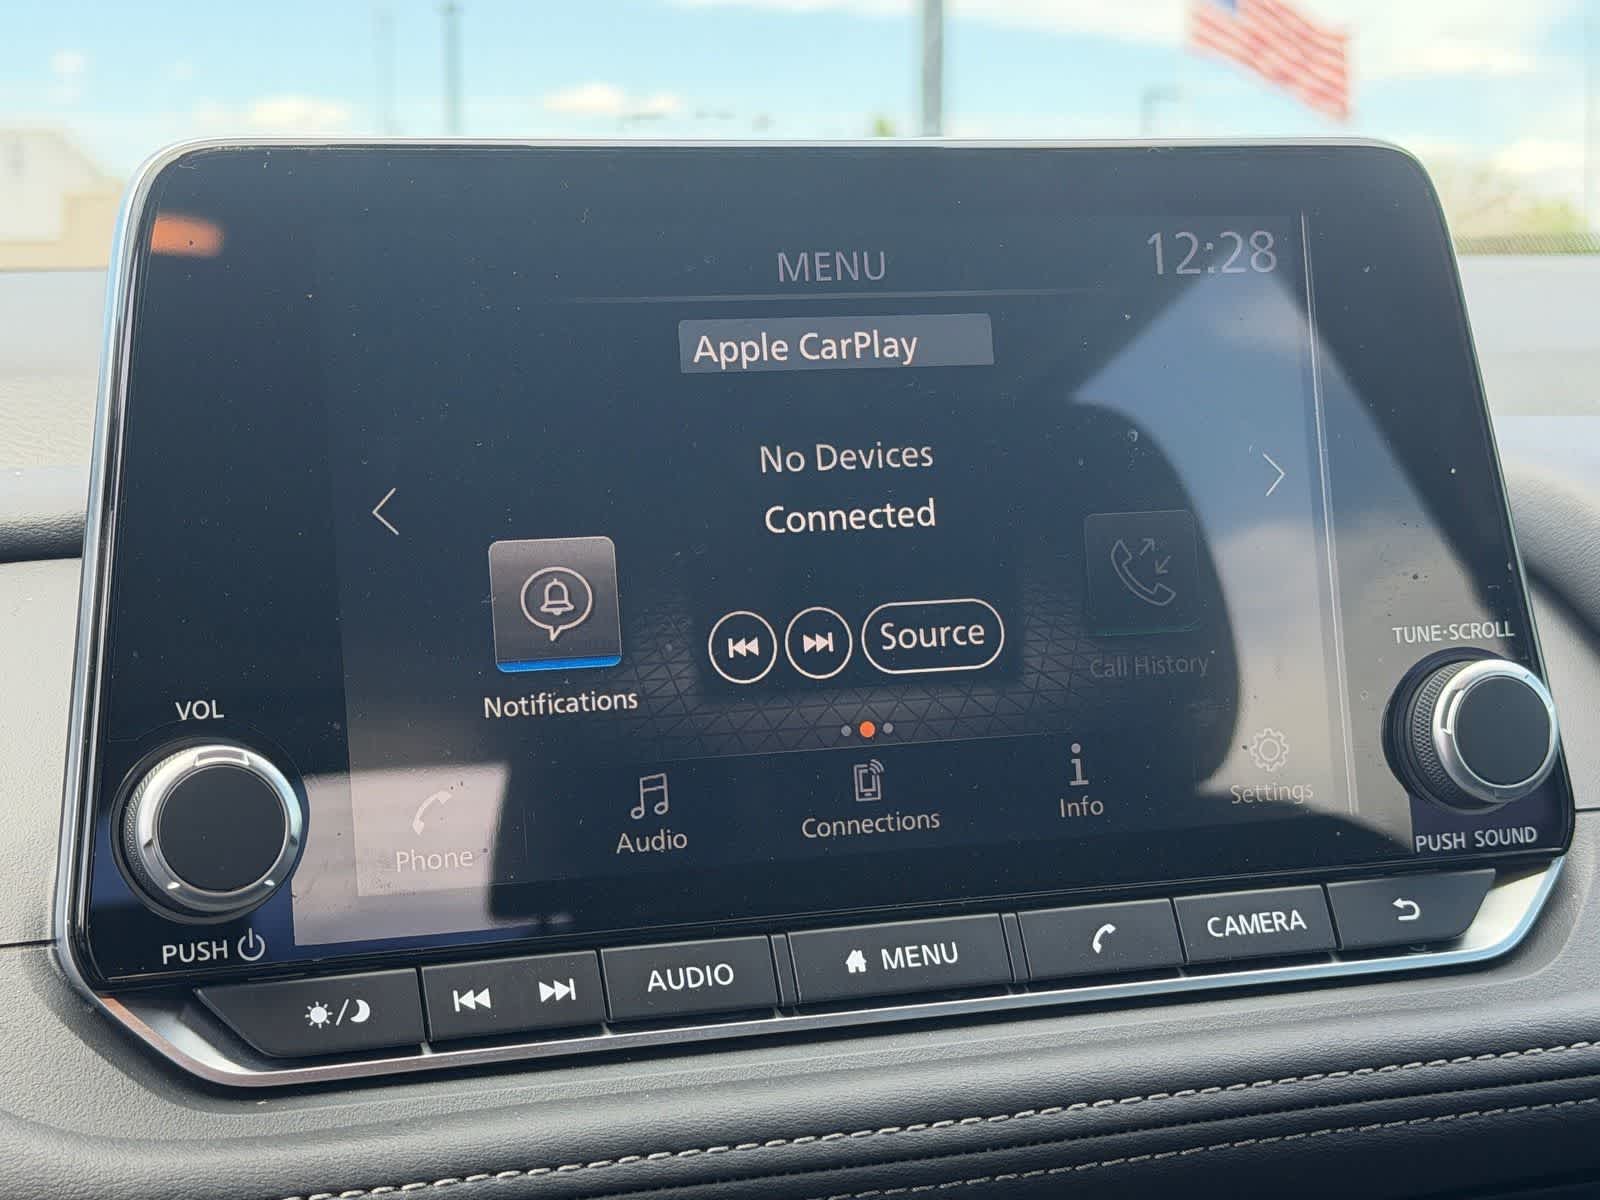 MENU
12:28
Apple CarPlay
No Devices
Connected
Source
Notifications
Call History
Phone
Audio
Connections
Info
Settings
VOL
PUSH
TUNE·SCROLL
PUSH SOUND
AUDIO
MENU
CAMERA